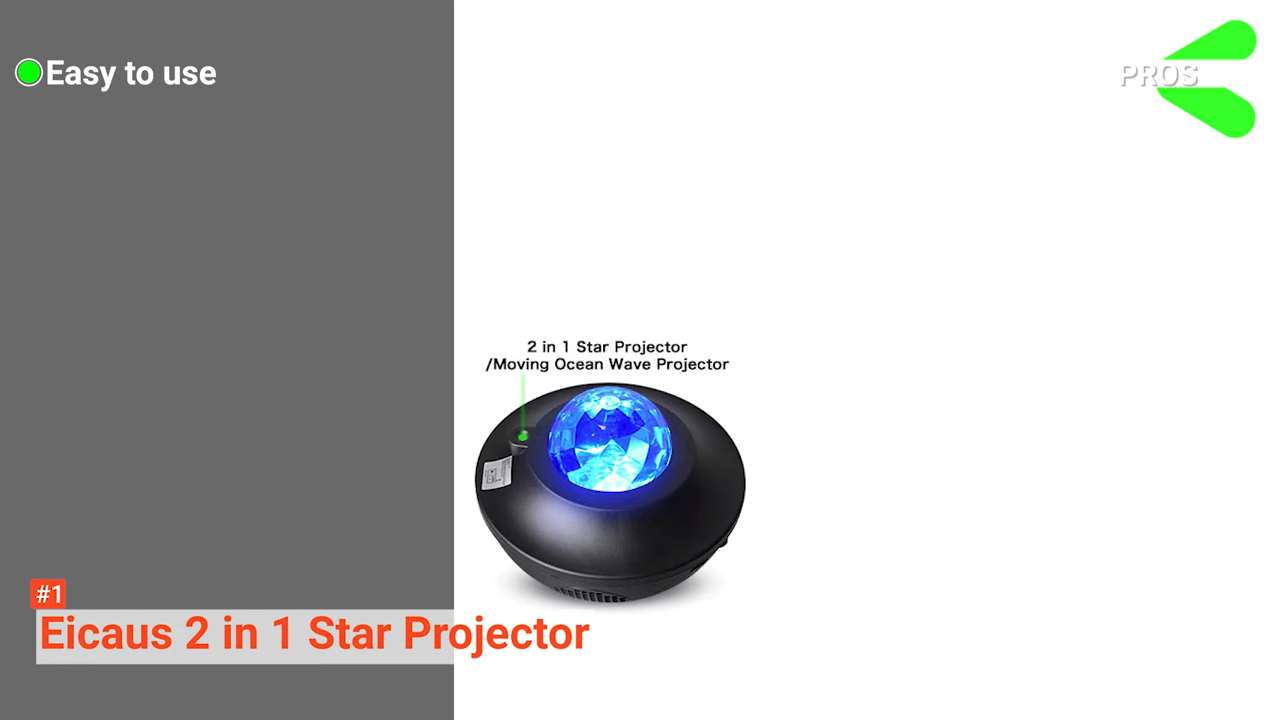 Easy to use
PROS
2 in 1 Star Projector
/Moving Ocean Wave Projector
#1
Eicaus 2 in 1 Star Projector